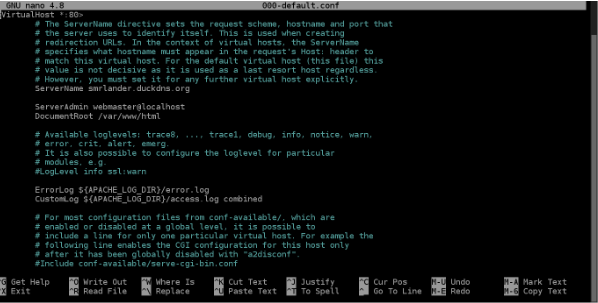 GNU nano 4.8 000-default.conf
VirtualHost *:80>
# The ServerName directive sets the request scheme, hostname and port that
# the server uses to identify itself. This is used when creating
# redirection URLs. In the context of virtual hosts, the ServerName
# specifies what hostname must appear in the request's Host: header to
# match this virtual host. For the default virtual host (this file) this
# value is not decisive as it is used as a last resort host regardless.
# However, you must set it for any further virtual host explicitly.
ServerName smrlander.duckdns.org
ServerAdmin webmaster@localhost
DocumentRoot /var/www/html
# Available loglevels: trace8, ..., trace1, debug, info, notice, warn,
# error, crit, alert, emerg.
# It is also possible to configure the loglevel for particular
# modules, e.g.
#LogLevel info ssl:warn
ErrorLog ${APACHE_LOG_DIR}/error.log
CustomLog ${APACHE_LOG_DIR}/access.log combined
# For most configuration files from conf-available/, which are
# enabled or disabled at a global level, it is possible to
# include a line for only one particular virtual host. For example the
# following line enables the CGI configuration for this host only
# after it has been globally disabled with "a2disconf".
#Include conf-available/serve-cgi-bin.conf
^G Get Help ^O Write Out ^W Where Is ^K Cut Text ^J Justify ^C Cur Pos M-U Undo M-A Mark Text
^X Exit ^R Read File ^\ Replace ^U Paste Text ^T To Spell ^_ Go To Line M-E Redo M-6 Copy Text